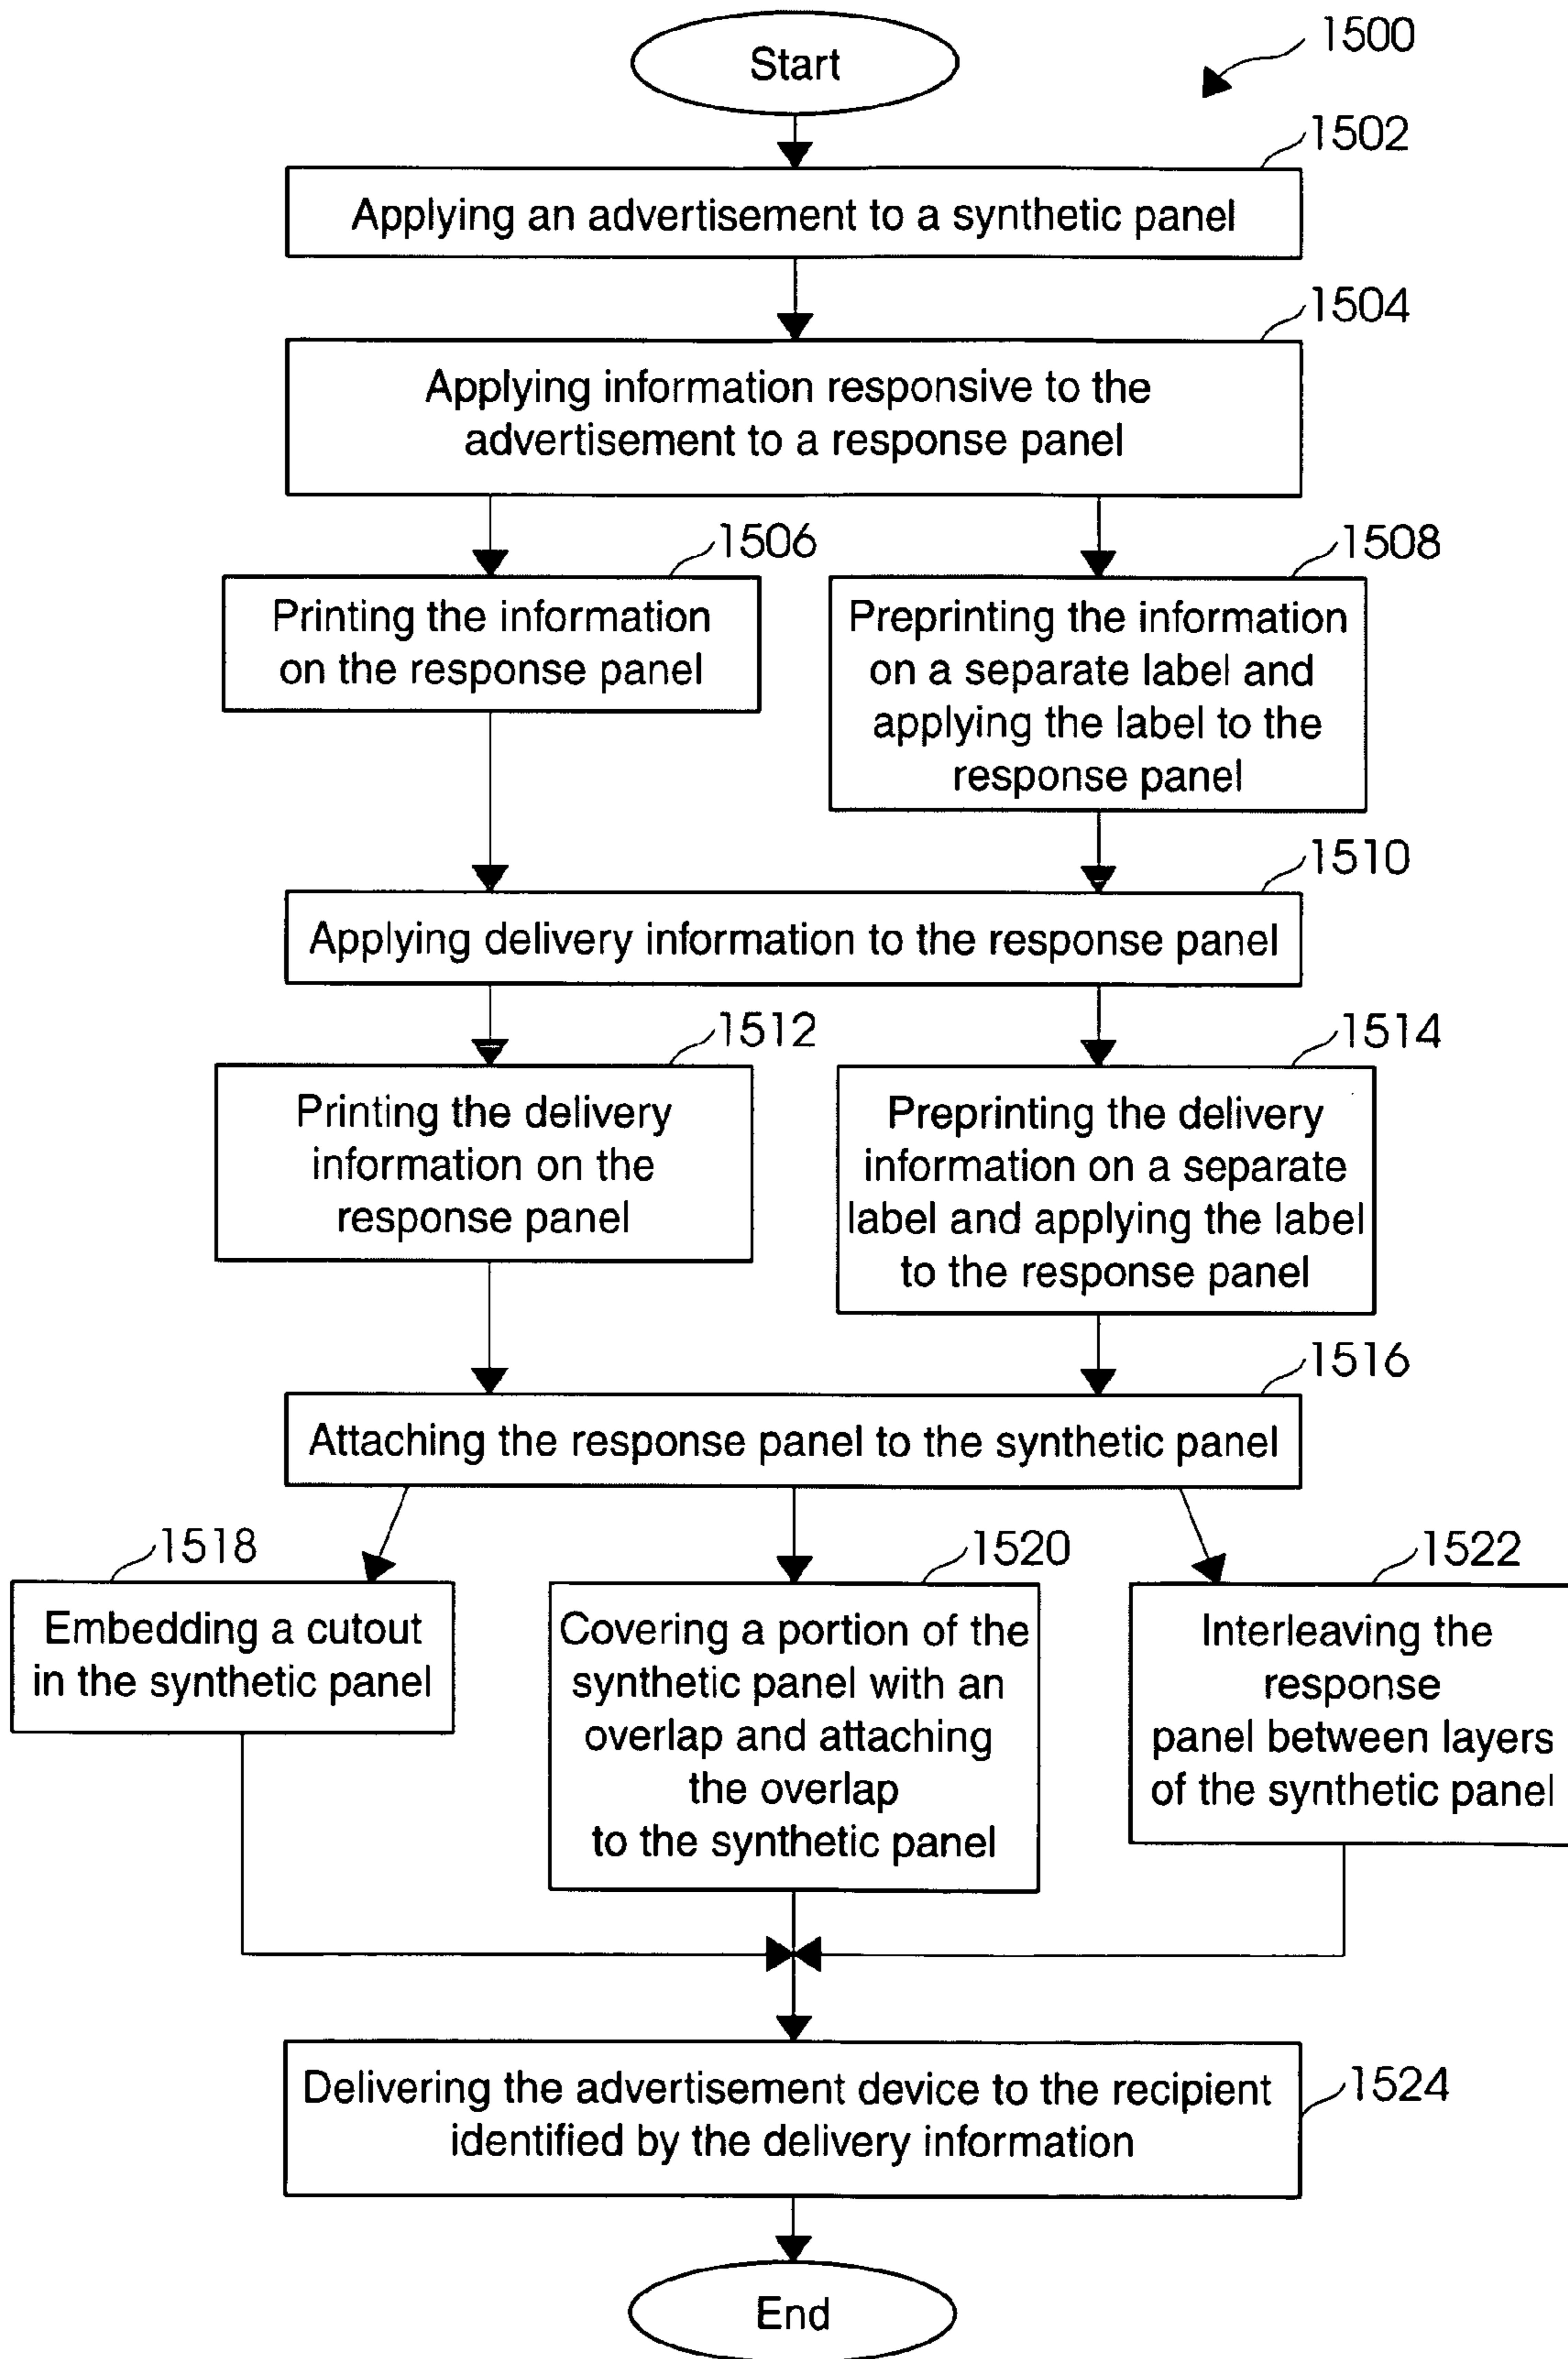 Start
1500
1502
Applying an advertisement to a synthetic panel
1504
Applying information responsive to the
advertisement to a response panel
1506
Printing the information
on the response panel
1508
Preprinting the information
on a separate label and
applying the label to the
response panel
1510
Applying delivery information to the response panel
1512
Printing the delivery
information on the
response panel
1514
Preprinting the delivery
information on a separate
label and applying the label
to the response panel
1516
Attaching the response panel to the synthetic panel
1518
Embedding a cutout
in the synthetic panel
1520
Covering a portion of the
synthetic panel with an
overlap and attaching
the overlap
to the synthetic panel
1522
Interleaving the
response
panel between layers
of the synthetic panel
Delivering the advertisement device to the recipient
identified by the delivery information
1524
End